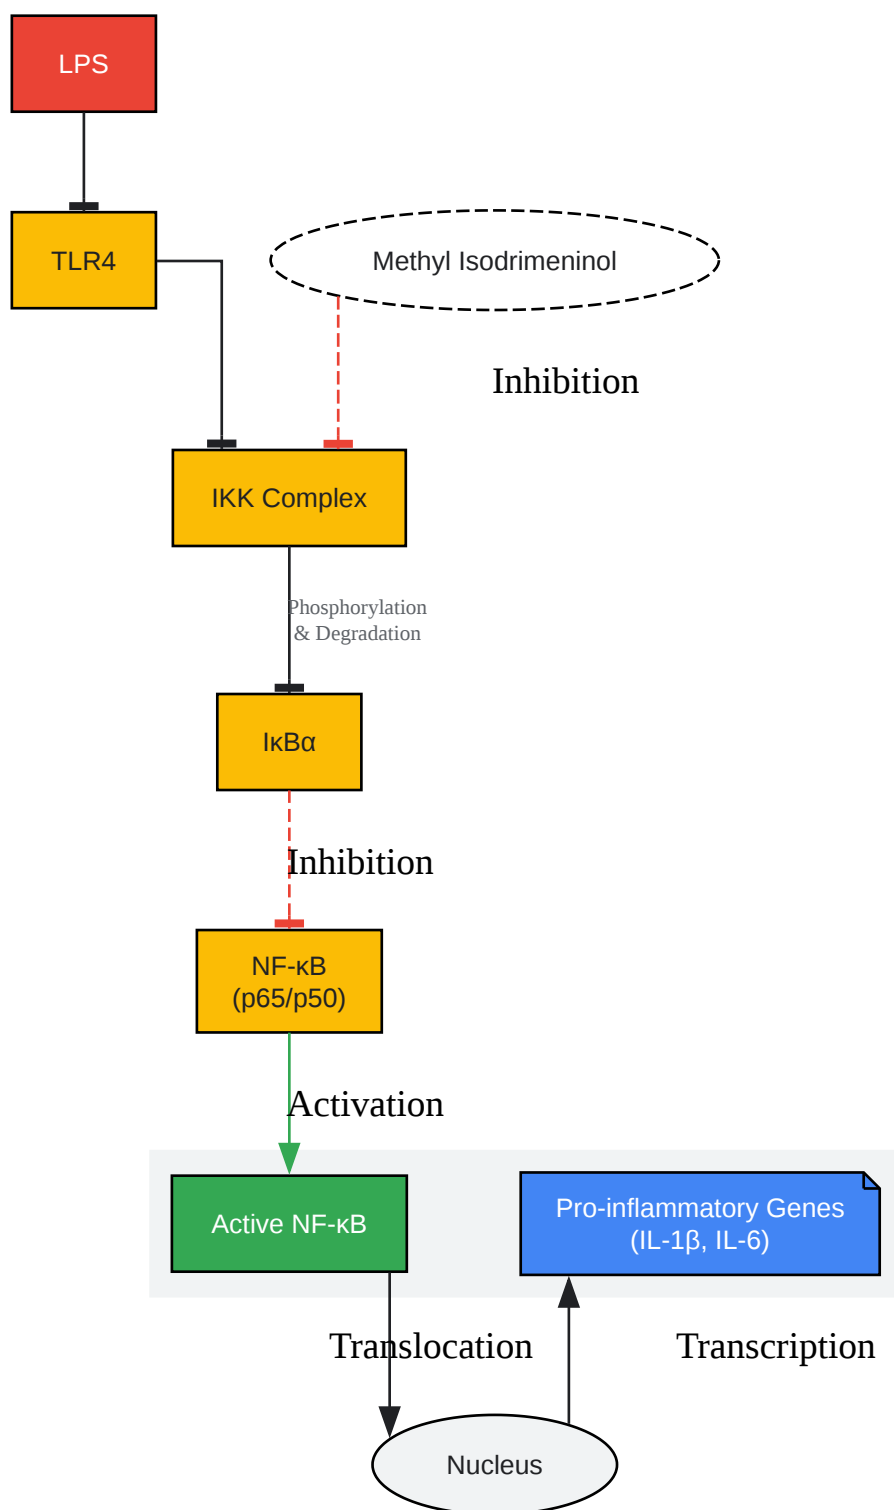 LPS
TLR4
Methyl Isodrimeninol
Inhibition
IKK Complex
Phosphorylation
& Degradation
IκBα
Inhibition
NF-κB
(p65/p50)
Activation
Active NF-κB
Pro-inflammatory Genes
(IL-1β, IL-6)
Translocation
Transcription
Nucleus